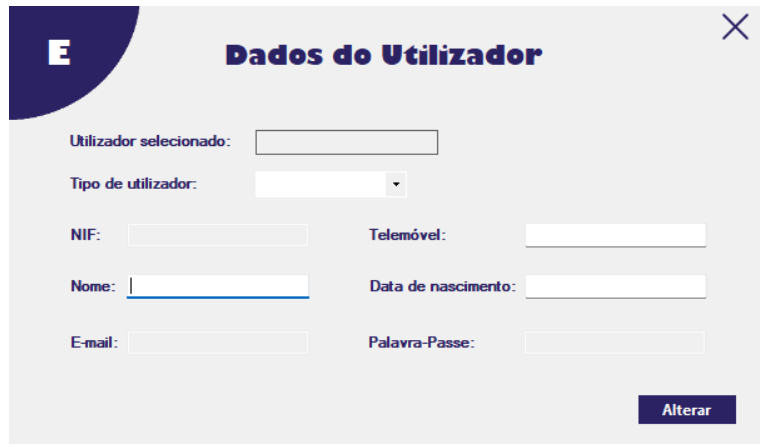 E
Dados do Utilizador
Utilizador selecionado:
Tipo de utilizador:
NIF:
Telemóvel:
Nome:
Data de nascimento:
E-mail:
Palavra-Passe:
Alterar